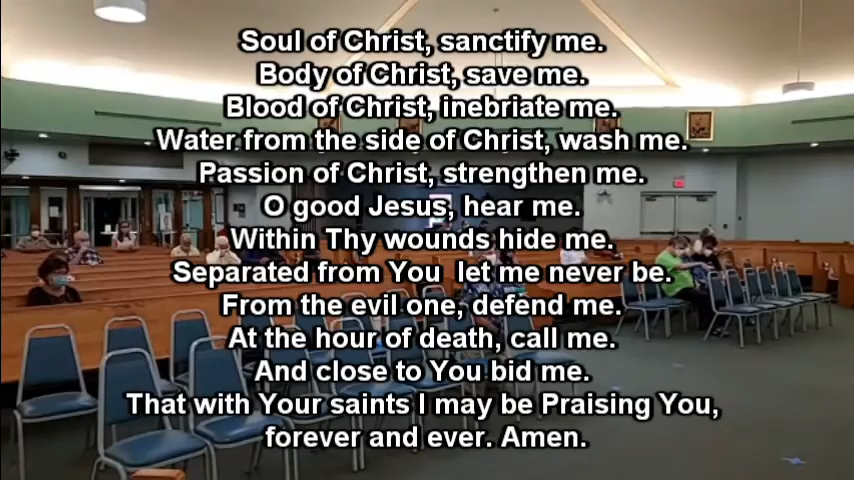 Soul of Christ, sanctify me.
Body of Christ, save me.
Blood of Christ, inebriate me.
Water from the side of Christ, wash me.
Passion of Christ, strengthen me.
O good Jesus, hear me.
Within Thy wounds hide me.
Separated from You let me never be.
From the evil one, defend me.
At the hour of death, call me.
And close to You bid me.
That with Your saints I may be Praising You,
forever and ever. Amen.